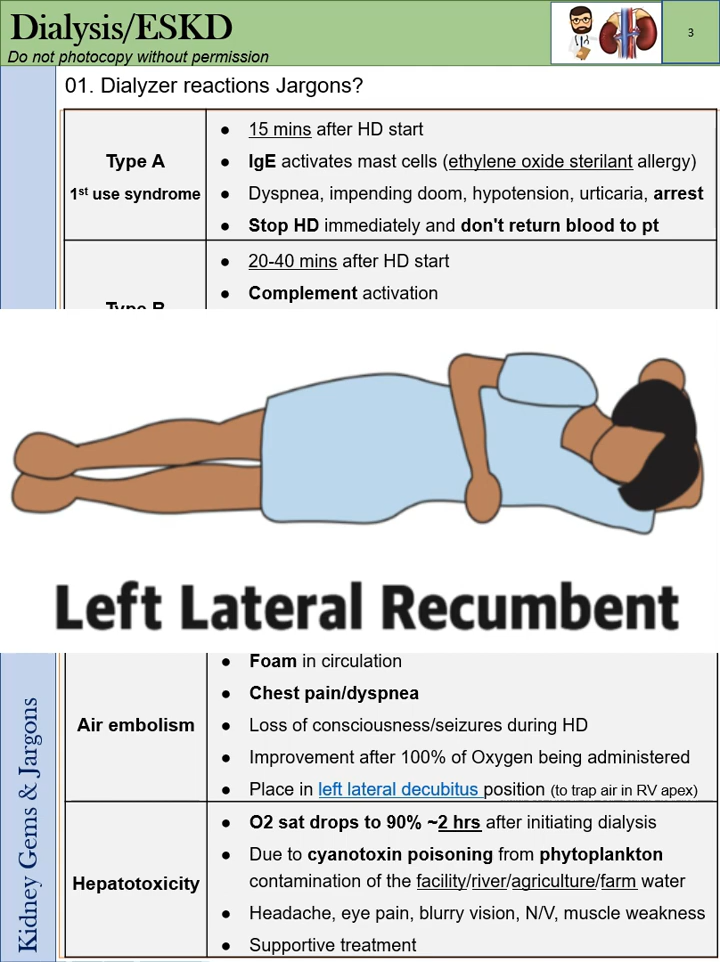 Dialysis/ESKD
Do not photocopy without permission
3
01. Dialyzer reactions Jargons?
Type A
1st use syndrome
● 15 mins after HD start
● IgE activates mast cells (ethylene oxide sterilant allergy)
● Dyspnea, impending doom, hypotension, urticaria, arrest
● Stop HD immediately and don't return blood to pt
Type B
● 20-40 mins after HD start
● Complement activation
Left Lateral Recumbent
Air embolism
● Foam in circulation
● Chest pain/dyspnea
● Loss of consciousness/seizures during HD
● Improvement after 100% of Oxygen being administered
● Place in left lateral decubitus position (to trap air in RV apex)
Hepatotoxicity
● O2 sat drops to 90% ~2 hrs after initiating dialysis
● Due to cyanotoxin poisoning from phytoplankton
contamination of the facility/river/agriculture/farm water
● Headache, eye pain, blurry vision, N/V, muscle weakness
● Supportive treatment
Kidney Gems & Jargons